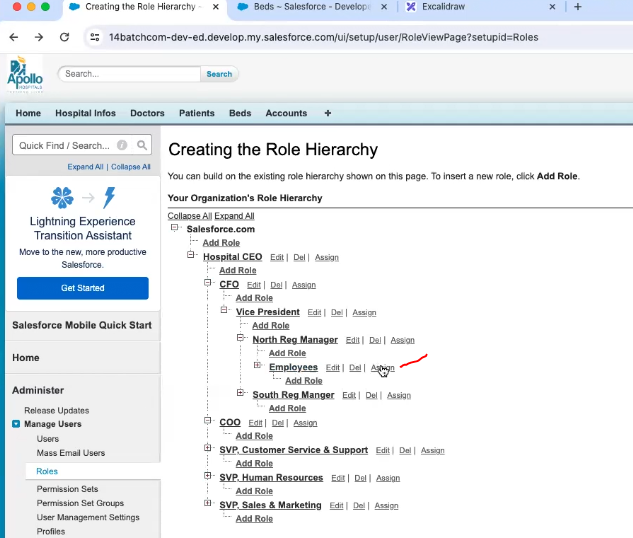 Creating the Role Hierarchy ~
Beds ~ Salesforce - Develope
Excalidraw
14batchcom-dev-ed.develop.my.salesforce.com/ui/setup/user/RoleViewPage?setupid=Roles
Apollo
HOSPITALS
Search...
Search
Home Hospital Infos Doctors Patients Beds Accounts +
Quick Find / Search...
Expand All | Collapse All
Lightning Experience
Transition Assistant
Move to the new, more productive
Salesforce.
Get Started
Salesforce Mobile Quick Start
Home
Administer
Release Updates
Manage Users
Users
Mass Email Users
Roles
Permission Sets
Permission Set Groups
User Management Settings
Profiles
Creating the Role Hierarchy
You can build on the existing role hierarchy shown on this page. To insert a new role, click Add Role.
Your Organization's Role Hierarchy
Collapse All Expand All
Salesforce.com
Add Role
Hospital CEO Edit | Del | Assign
Add Role
CFO Edit | Del | Assign
Add Role
Vice President Edit | Del | Assign
Add Role
North Reg Manager Edit | Del | Assign
Add Role
Employees Edit | Del | Assign
Add Role
South Reg Manger Edit | Del | Assign
Add Role
COO Edit | Del | Assign
Add Role
SVP, Customer Service & Support Edit | Del | Assign
Add Role
SVP, Human Resources Edit | Del | Assign
Add Role
SVP, Sales & Marketing Edit | Del | Assign
Add Role